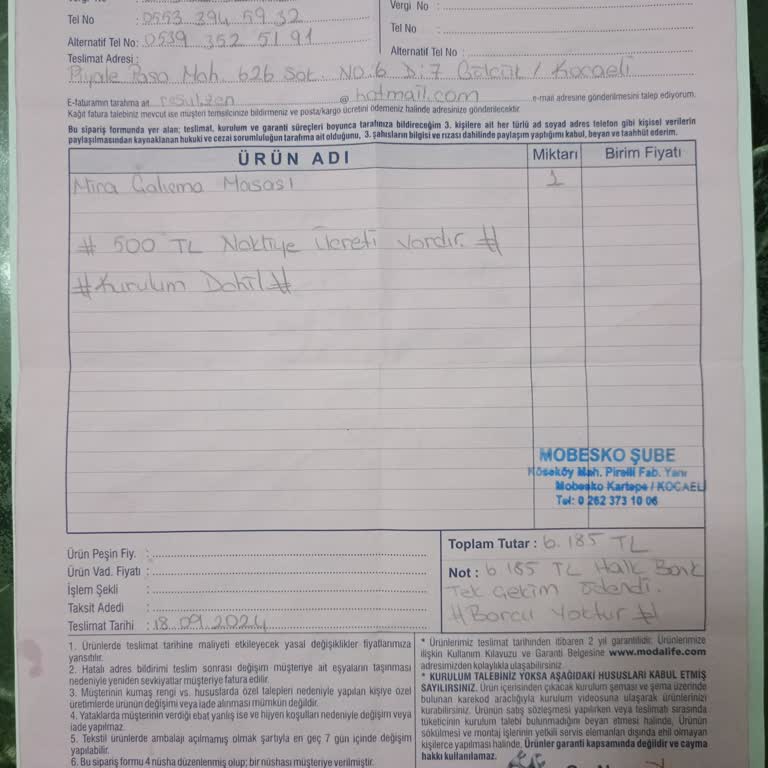 Tel No : 0553 394 59 32
Alternatif Tel No: 0539 352 51 91
Teslimat Adresi :
Piyale Paşa Mah. 626 Sok. NO:6 D:7 Gölcük / Kocaeli
Vergi No :
Tel No :
Alternatif Tel No :
E-faturamın tarafıma ait resulzen @ hotmail.com e-mail adresine gönderilmesini talep ediyorum.
Kağıt fatura talebiniz mevcut ise müşteri temsilcinize bildirmeniz ve posta/kargo ücretini ödemeniz halinde adresinize gönderilecektir.
Bu sipariş formunda yer alan; teslimat, kurulum ve garanti süreçleri boyunca tarafınıza bildireceğim 3. kişilere ait her türlü ad soyad adres telefon gibi kişisel verilerin
paylaşılmasından kaynaklanan hukuki ve cezai sorumluluğun tarafıma ait olduğunu, 3. şahısların bilgisi ve rızası dahilinde paylaşım yaptığımı kabul, beyan ve taahhüt ederim.
ÜRÜN ADI Miktarı Birim Fiyatı
Mira Çalışma Masası 1
# 500 TL Nakliye Ücreti Vardır. #
# Kurulum Dahil #
MOBESKO ŞUBE
Köseköy Mah. Pirelli Fab. Yanı
Mobesko Kartepe / KOCAELİ
Tel: 0 262 373 10 06
Ürün Peşin Fiy. :
Ürün Vad. Fiyatı :
İşlem Şekli :
Taksit Adedi :
Teslimat Tarihi : 18.09.2024
Toplam Tutar : 6.185 TL
Not : 6 185 TL Halk Bank
Tek Çekim Ödendi.
# Borcu Yoktur #
1. Ürünlerde teslimat tarihine maliyeti etkileyecek yasal değişiklikler fiyatlarımıza
yansıtılır.
2. Hatalı adres bildirimi teslim sonrası değişim müşteriye ait eşyaların taşınması
nedeniyle yeniden sevkiyatlar müşteriye fatura edilir.
3. Müşterinin kumaş rengi vs. hususlarda özel talepleri nedeniyle yapılan kişiye özel
üretimlerde ürünün değişimi veya iade alınması mümkün değildir.
4. Yataklarda müşterinin verdiği ebat yanlış ise ve hijyen koşulları nedeniyle değişim veya
iade yapılmaz.
5. Tekstil ürünlerde ambalajı açılmamış olmak şartıyla en geç 7 gün içinde değişim
yapılabilir.
6. Bu sipariş formu 4 nüsha düzenlenmiş olup; bir nüshası müşteriye verilmiştir.
* Ürünlerimiz teslimat tarihinden itibaren 2 yıl garantilidir. Ürünlerimize
ilişkin Kullanım Kılavuzu ve Garanti Belgesine www.modalife.com
adresimizden kolaylıkla ulaşabilirsiniz.
* KURULUM TALEBİNİZ YOKSA AŞAĞIDAKİ HUSUSLARI KABUL ETMİŞ
SAYILIRSINIZ. Ürün içerisinden çıkacak kurulum şeması ve şema üzerinde
bulunan karekod aracılığıyla kurulum videosuna ulaşarak ürünlerinizi
kurabilirsiniz. Ürün satış sözleşmesi yapılırken veya teslimatı sırasında
tüketicinin kurulum talebi bulunmadığını beyan etmesi halinde, Ürünün
sökülmesi ve montaj işlerinin yetkili servis elemanları dışında ehil olmayan
kişilerce yapılması halinde, Ürünler garanti kapsamında değildir ve cayma
hakkı kullanılamaz.